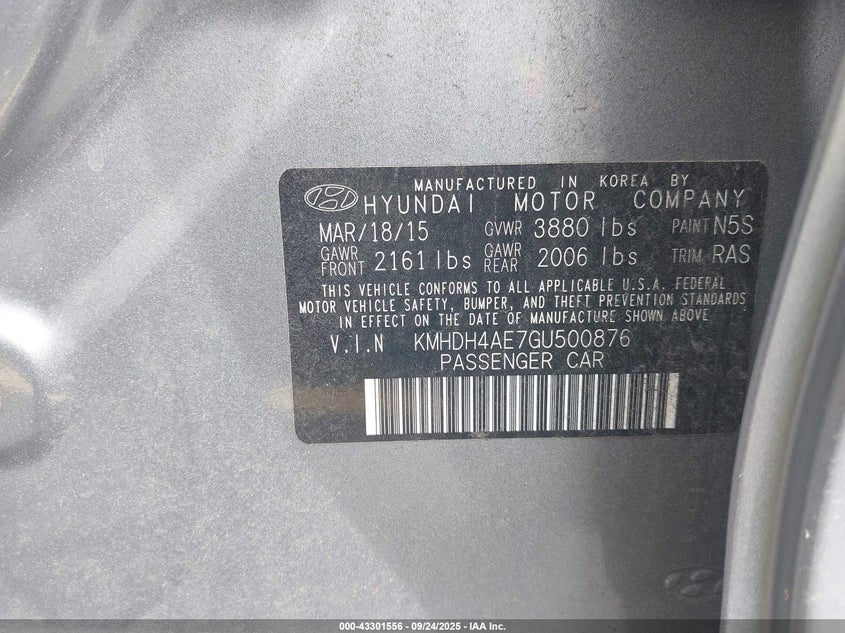 MANUFACTURED IN KOREA BY
HYUNDAI MOTOR COMPANY
MAR/18/15 GVWR 3880 lbs PAINT N5S
GAWR FRONT 2161 lbs GAWR REAR 2006 lbs TRIM RAS
THIS VEHICLE CONFORMS TO ALL APPLICABLE U.S.A. FEDERAL
MOTOR VEHICLE SAFETY, BUMPER, AND THEFT PREVENTION STANDARDS
IN EFFECT ON THE DATE OF MANUFACTURE SHOWN ABOVE
V.I.N KMHDH4AE7GU500876
PASSENGER CAR
000-43301556 - 09/24/2025 - IAA Inc.